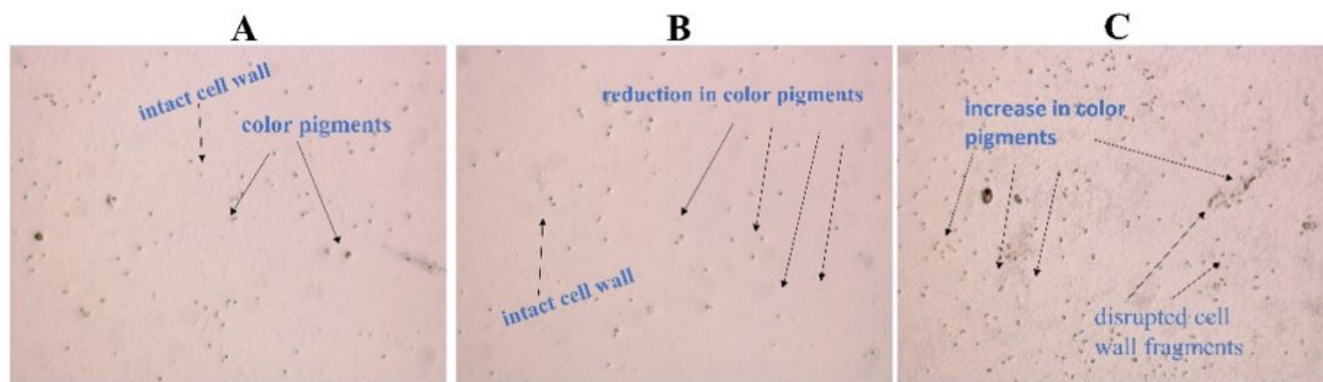 A
B
C
intact cell wall
color pigments
reduction in color pigments
intact cell wall
increase in color
pigments
disrupted cell
wall fragments